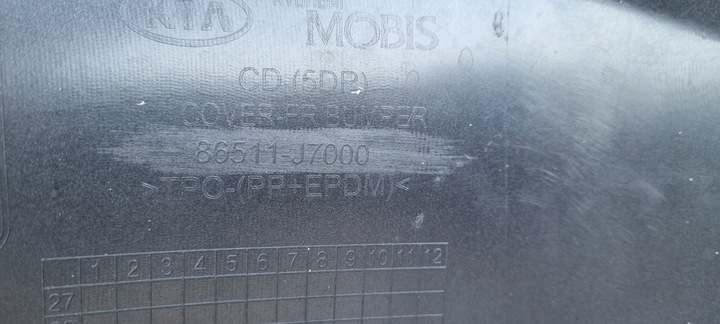 KIA HYUNDAI
MOBIS
CD (5DR)
COVER-FR BUMPER
86511-J7000
>TPO-(PP+EPDM)<
1 2 3 4 5 6 7 8 9 10 11 12
27